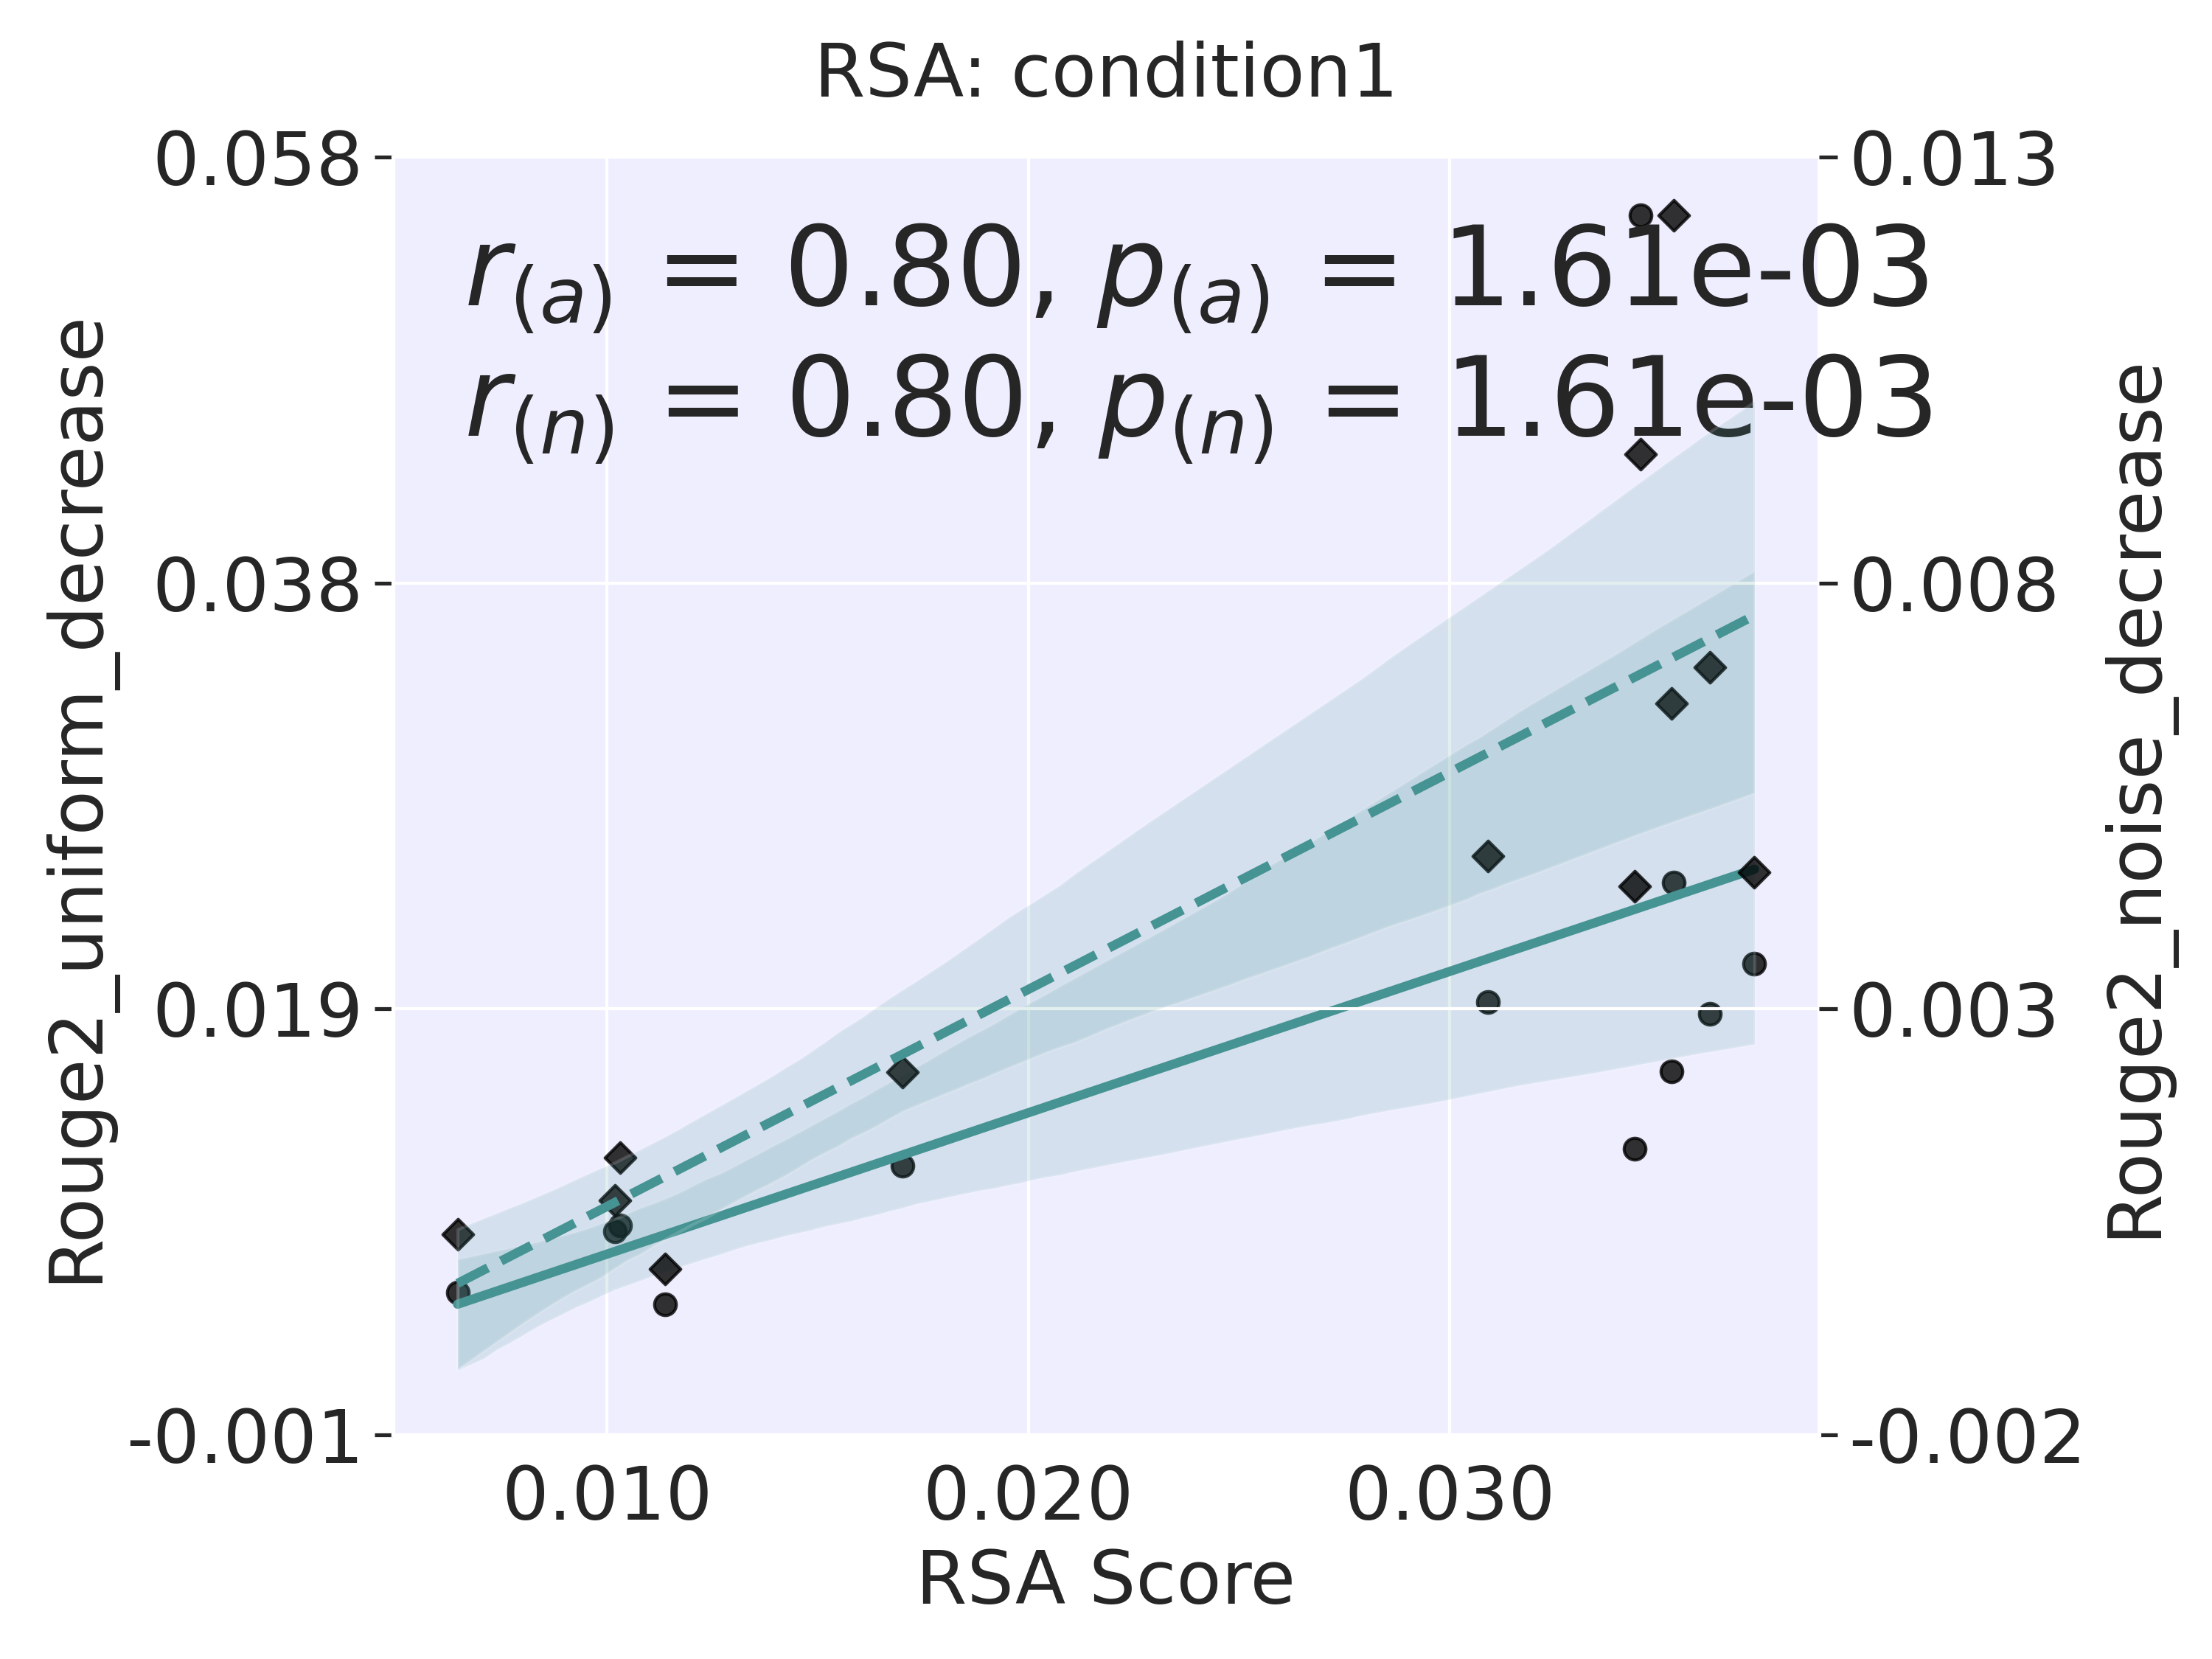 RSA: condition1
0.058
0.013
r(a) = 0.80, p(a) = 1.61e-03
r(n) = 0.80, p(n) = 1.61e-03
0.038
0.008
Rouge2_uniform_decrease
Rouge2_noise_decrease
0.019
0.003
-0.001
-0.002
0.010
0.020
0.030
RSA Score